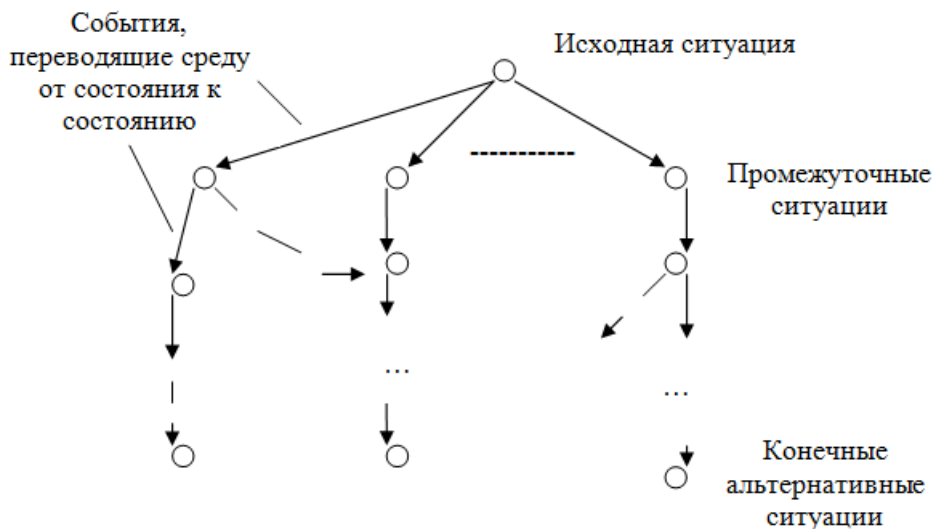 События,
переводящие среду
от состояния к
состоянию
Исходная ситуация
Промежуточные
ситуации
...
...
Конечные
альтернативные
ситуации